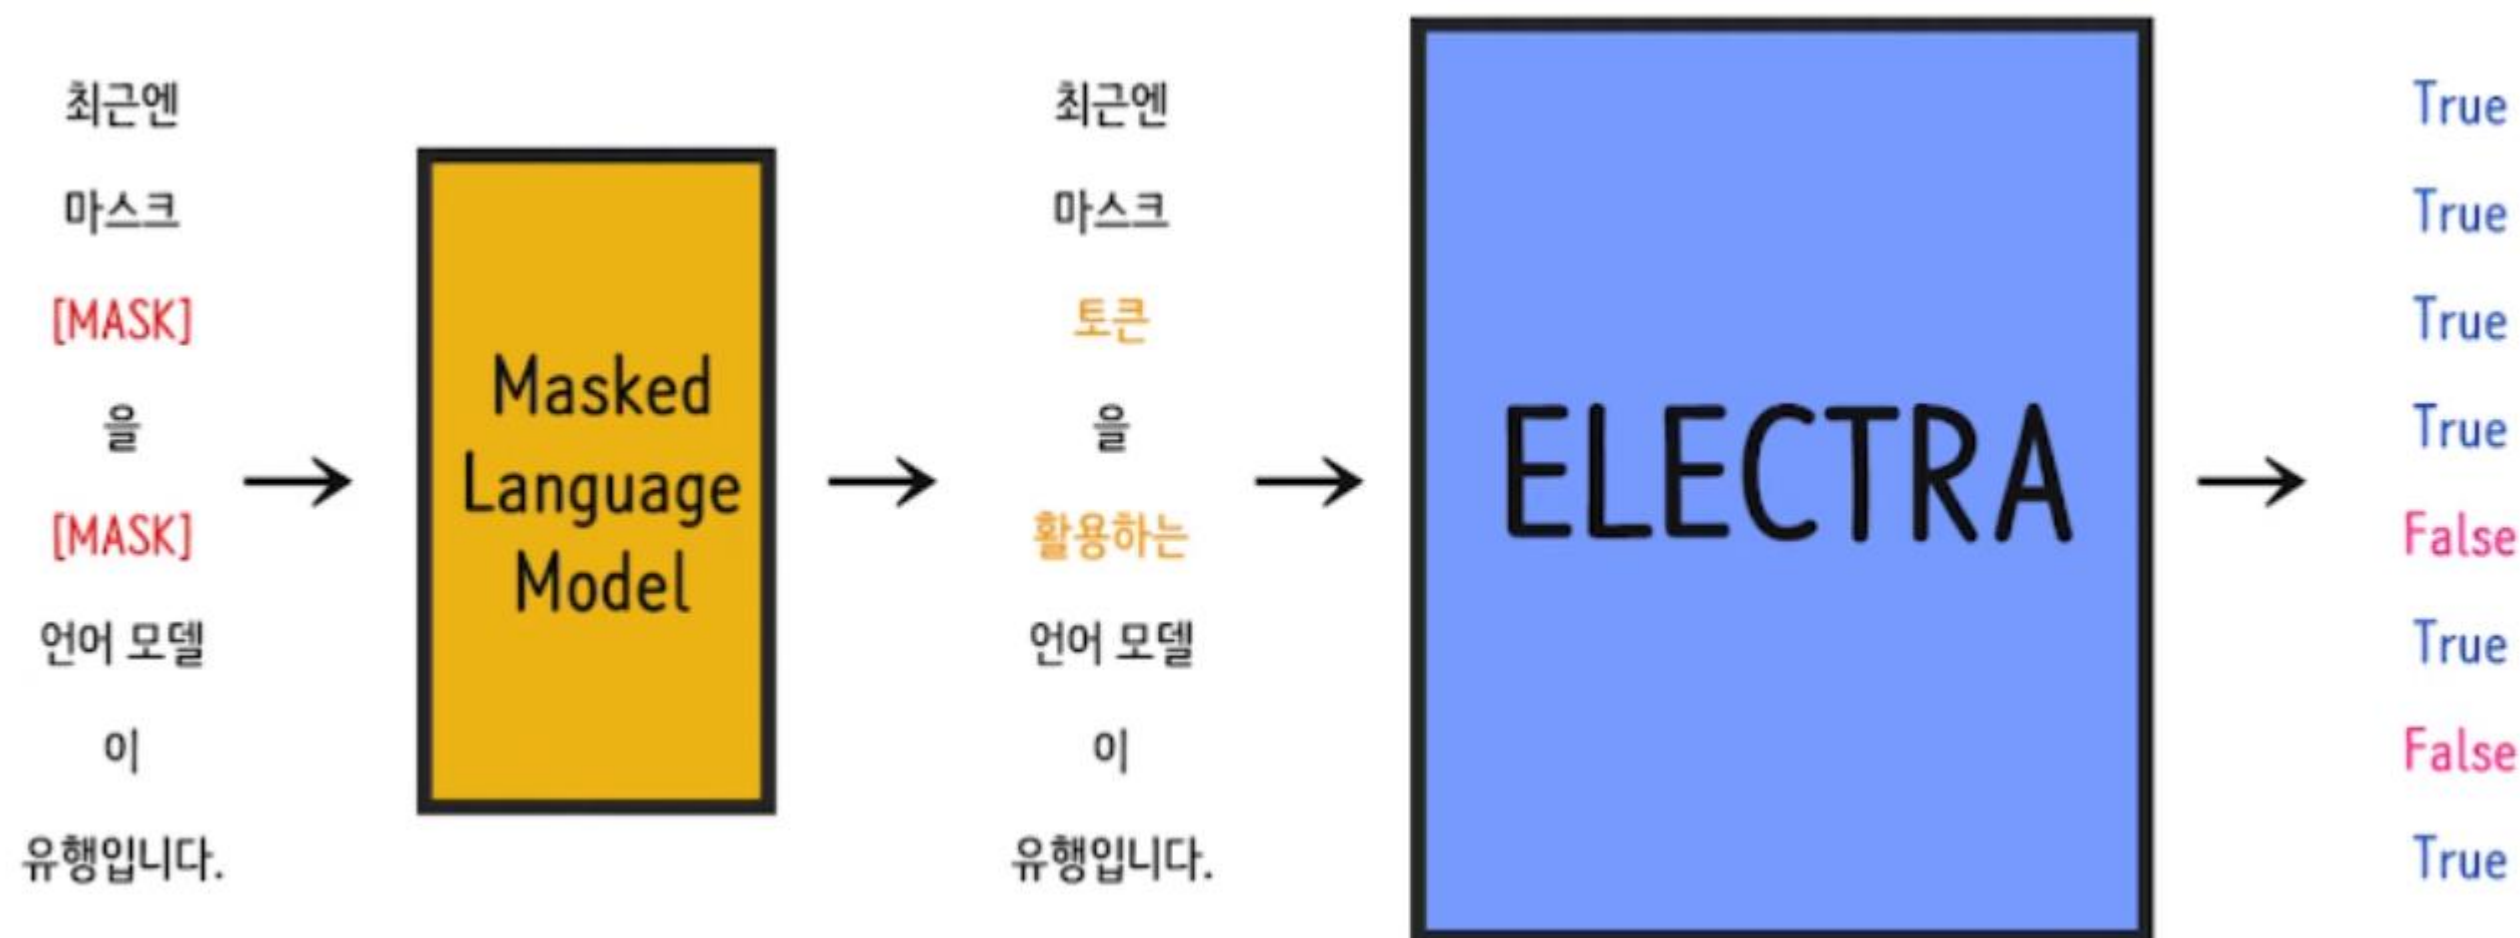 최근엔
마스크
[MASK]
을
[MASK]
언어 모델
이
유행입니다.
Masked
Language
Model
최근엔
마스크
토큰
을
활용하는
언어 모델
이
유행입니다.
ELECTRA
True
True
True
True
False
True
False
True